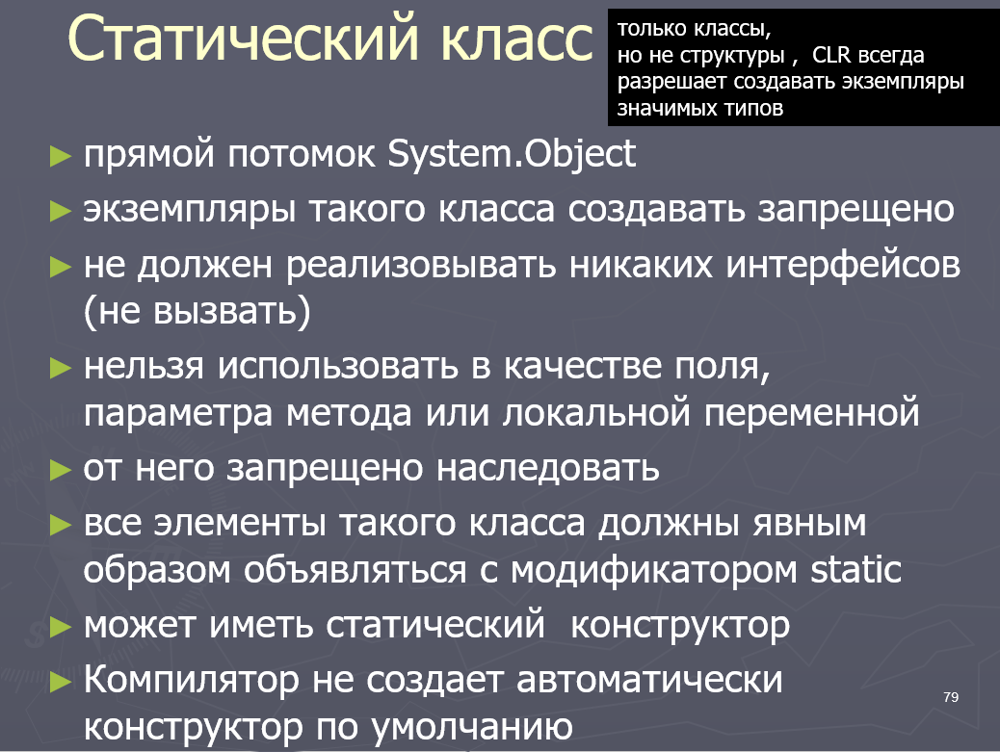 Статический класс
только классы,
но не структуры , CLR всегда
разрешает создавать экземпляры
значимых типов
► прямой потомок System.Object
► экземпляры такого класса создавать запрещено
► не должен реализовывать никаких интерфейсов
(не вызвать)
► нельзя использовать в качестве поля,
параметра метода или локальной переменной
► от него запрещено наследовать
► все элементы такого класса должны явным
образом объявляться с модификатором static
► может иметь статический  конструктор
► Компилятор не создает автоматически
конструктор по умолчанию
79